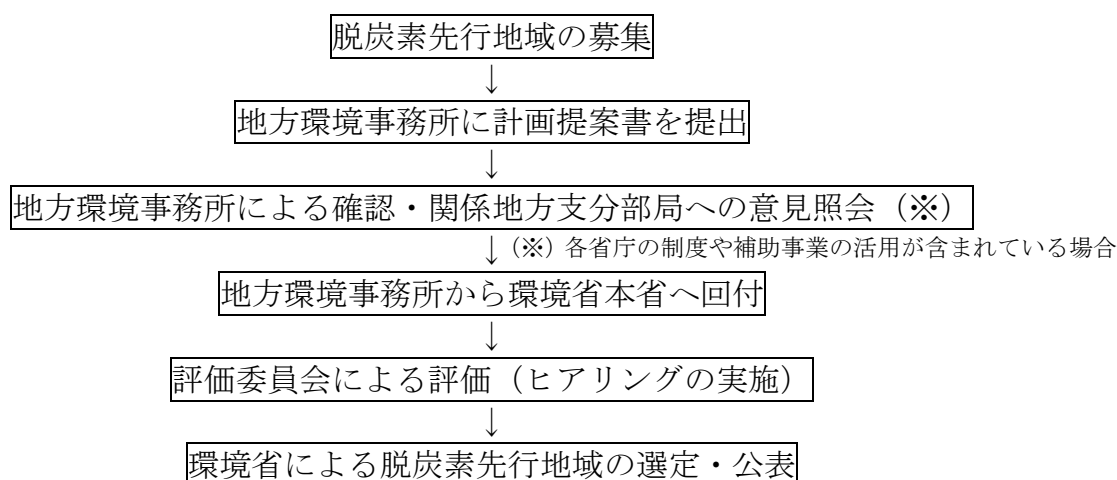 脱炭素先行地域の募集
↓
地方環境事務所に計画提案書を提出
↓
地方環境事務所による確認・関係地方支分部局への意見照会（※）
↓（※）各省庁の制度や補助事業の活用が含まれている場合
地方環境事務所から環境省本省へ回付
↓
評価委員会による評価（ヒアリングの実施）
↓
環境省による脱炭素先行地域の選定・公表